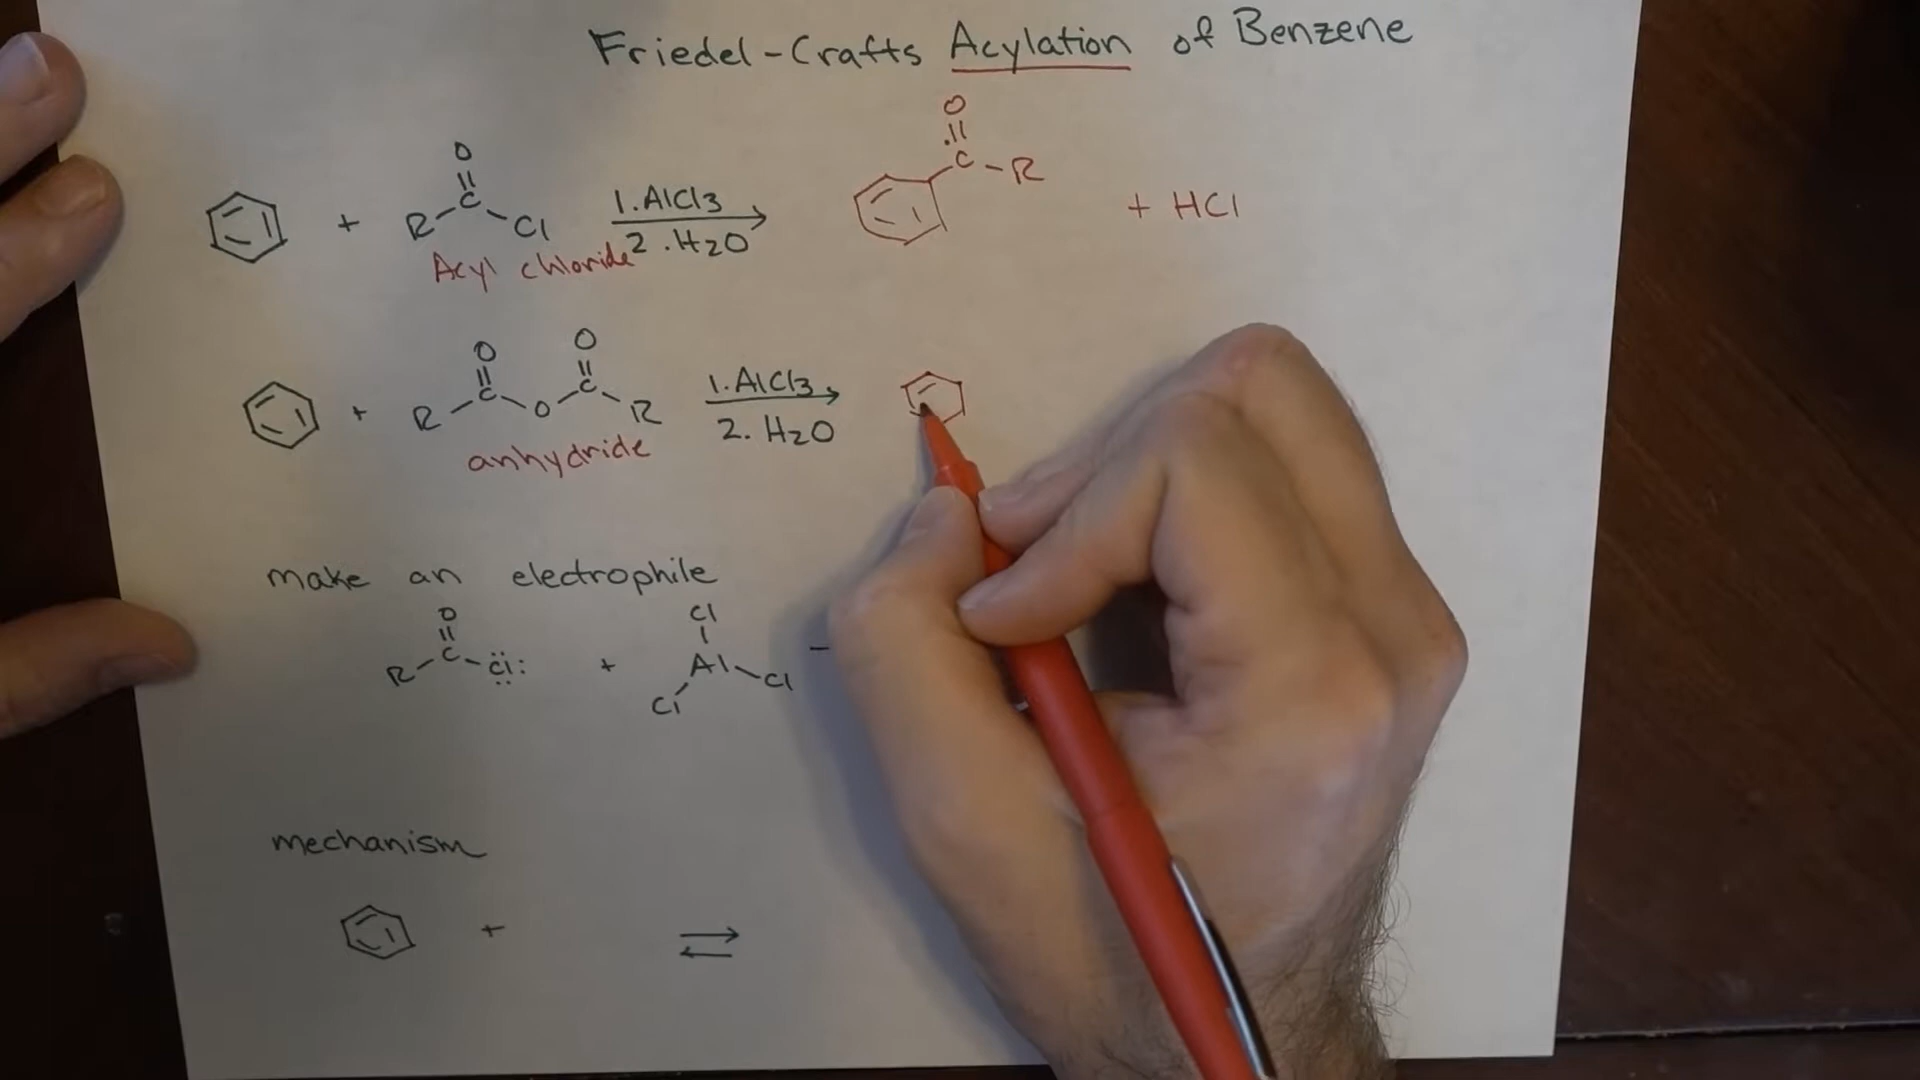 Friedel-Crafts Acylation of Benzene
+ R-C-Cl O 1. AlCl3 2. H2O O C-R + HCl
Acyl chloride
+ R C O O C O R 1. AlCl3 2. H2O
anhydride
make an electrophile
R-C-Cl: O + Al Cl Cl Cl
mechanism
+